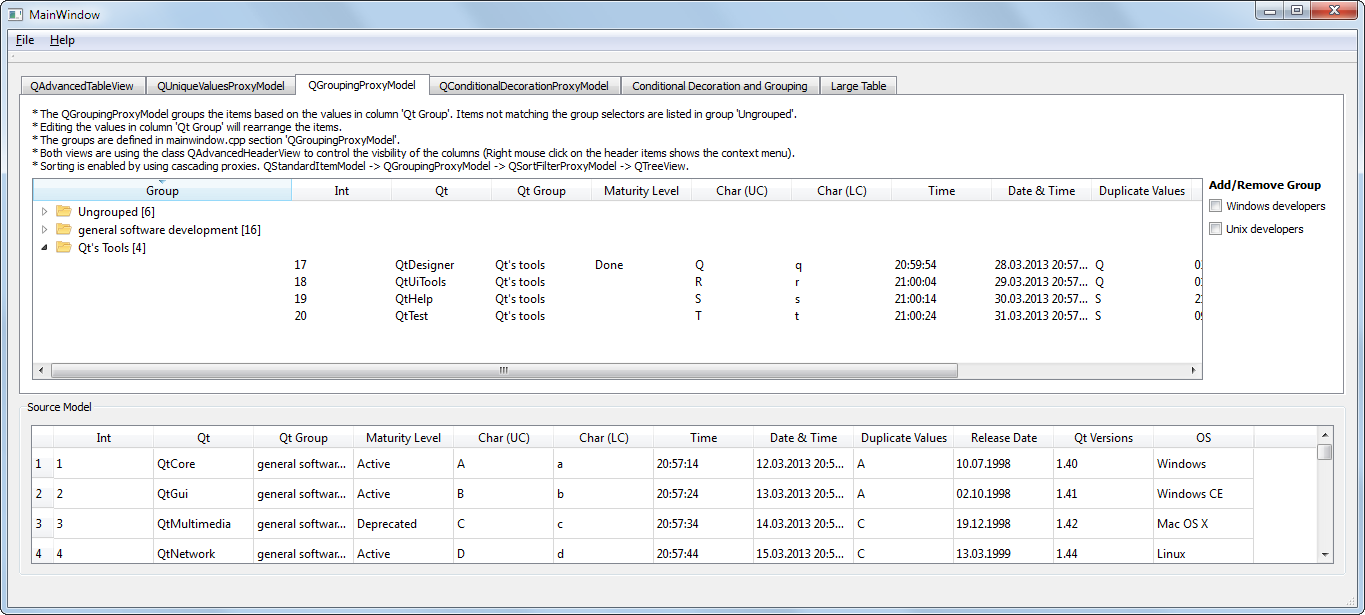 MainWindow
File Help
QAdvancedTableView QUniqueValuesProxyModel QGroupingProxyModel QConditionalDecorationProxyModel Conditional Decoration and Grouping Large Table
* The QGroupingProxyModel groups the items based on the values in column 'Qt Group'. Items not matching the group selectors are listed in group 'Ungrouped'.
* Editing the values in column 'Qt Group' will rearrange the items.
* The groups are defined in mainwindow.cpp section 'QGroupingProxyModel'.
* Both views are using the class QAdvancedHeaderView to control the visbility of the columns (Right mouse click on the header items shows the context menu).
* Sorting is enabled by using cascading proxies. QStandardItemModel -> QGroupingProxyModel -> QSortFilterProxyModel -> QTreeView.
Group Int Qt Qt Group Maturity Level Char (UC) Char (LC) Time Date & Time Duplicate Values
Ungrouped [6]
general software development [16]
Qt's Tools [4]
17 QtDesigner Qt's tools Done Q q 20:59:54 28.03.2013 20:57... Q
18 QtUiTools Qt's tools R r 21:00:04 29.03.2013 20:57... Q
19 QtHelp Qt's tools S s 21:00:14 30.03.2013 20:57... S
20 QtTest Qt's tools T t 21:00:24 31.03.2013 20:57... S
Add/Remove Group
Windows developers
Unix developers
Source Model
Int Qt Qt Group Maturity Level Char (UC) Char (LC) Time Date & Time Duplicate Values Release Date Qt Versions OS
1 1 QtCore general softwar... Active A a 20:57:14 12.03.2013 20:5... A 10.07.1998 1.40 Windows
2 2 QtGui general softwar... Active B b 20:57:24 13.03.2013 20:5... A 02.10.1998 1.41 Windows CE
3 3 QtMultimedia general softwar... Deprecated C c 20:57:34 14.03.2013 20:5... C 19.12.1998 1.42 Mac OS X
4 4 QtNetwork general softwar... Active D d 20:57:44 15.03.2013 20:5... C 13.03.1999 1.44 Linux